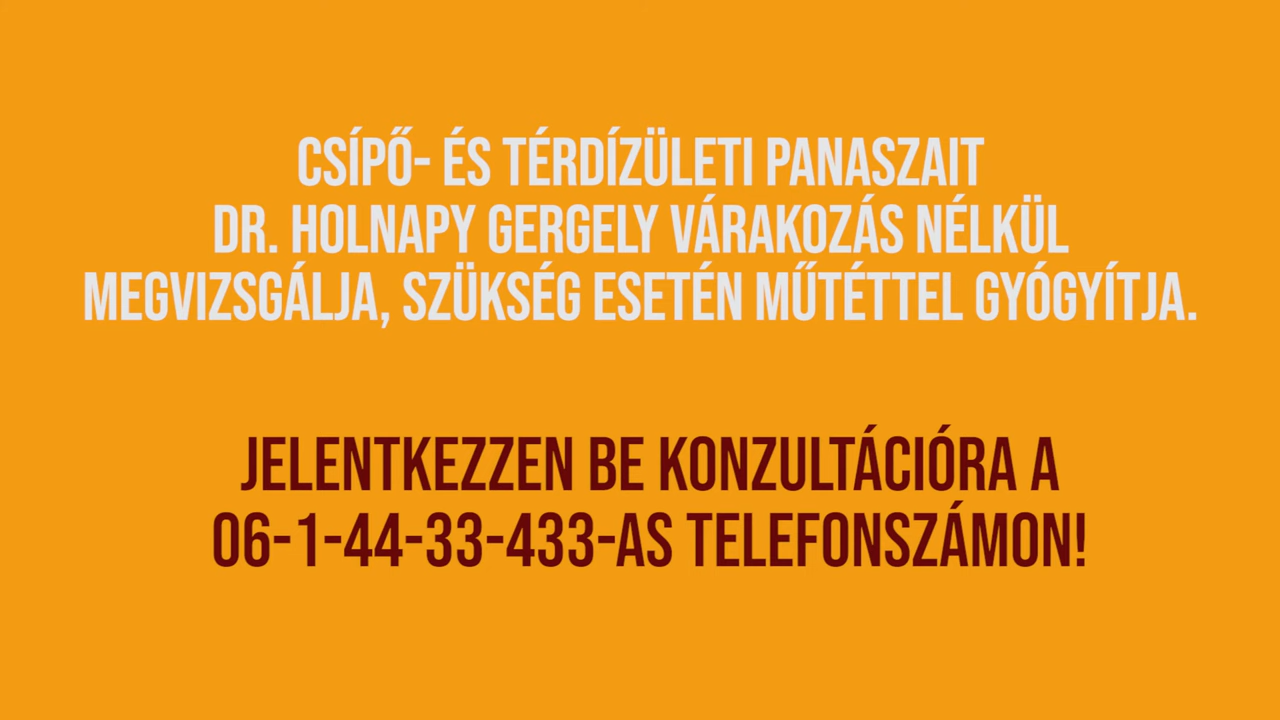 CSÍPŐ- ÉS TÉRDÍZÜLETI PANASZAIT
DR. HOLNAPY GERGELY VÁRAKOZÁS NÉLKÜL
MEGVIZSGÁLJA, SZÜKSÉG ESETÉN MŰTÉTTEL GYÓGYÍTJA.
JELENTKEZZEN BE KONZULTÁCIÓRA A
06-1-44-33-433-AS TELEFONSZÁMON!